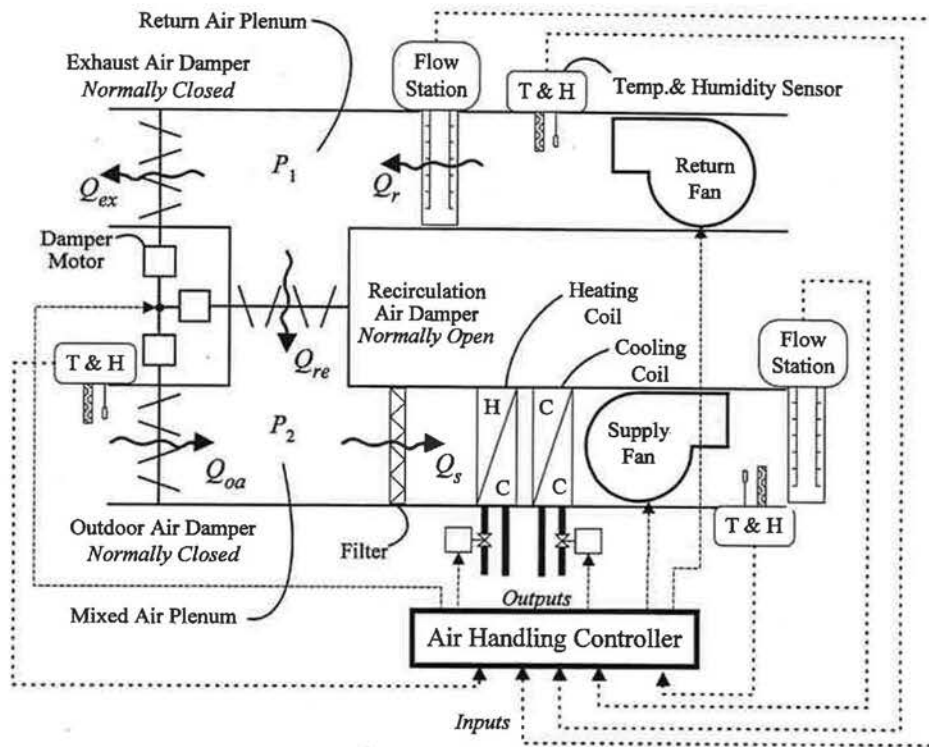 Return Air Plenum
Exhaust Air Damper
Normally Closed
Flow
Station
T & H
Temp.& Humidity Sensor
P1
Qex
Qr
Return
Fan
Damper
Motor
Recirculation
Air Damper
Normally Open
Heating
Coil
Flow
Station
Qre
Cooling
Coil
T & H
H
C
P2
Supply
Fan
Qoa
Qs
C
C
Outdoor Air Damper
Normally Closed
Filter
T & H
Outputs
Mixed Air Plenum
Air Handling Controller
Inputs